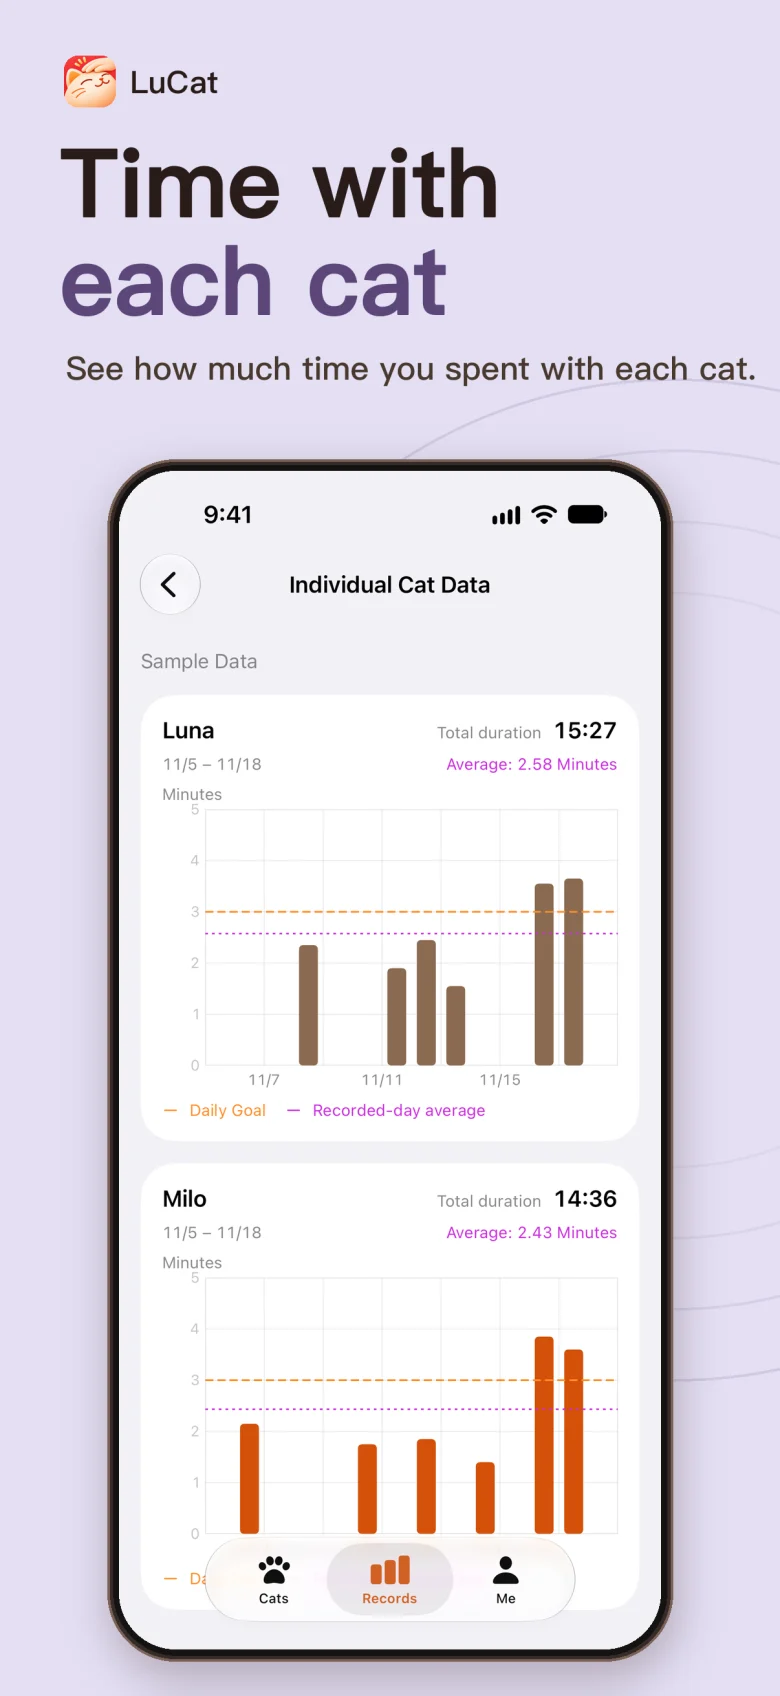 LuCat
Time with
each cat
See how much time you spent with each cat.
9:41
Individual Cat Data
Sample Data
Luna
Total duration 15:27
11/5 – 11/18
Average: 2.58 Minutes
Minutes
5
4
3
2
1
0
11/7 11/11 11/15
Daily Goal Recorded-day average
Milo
Total duration 14:36
11/5 – 11/18
Average: 2.43 Minutes
Minutes
5
4
3
2
1
0
Da
Cats Records Me